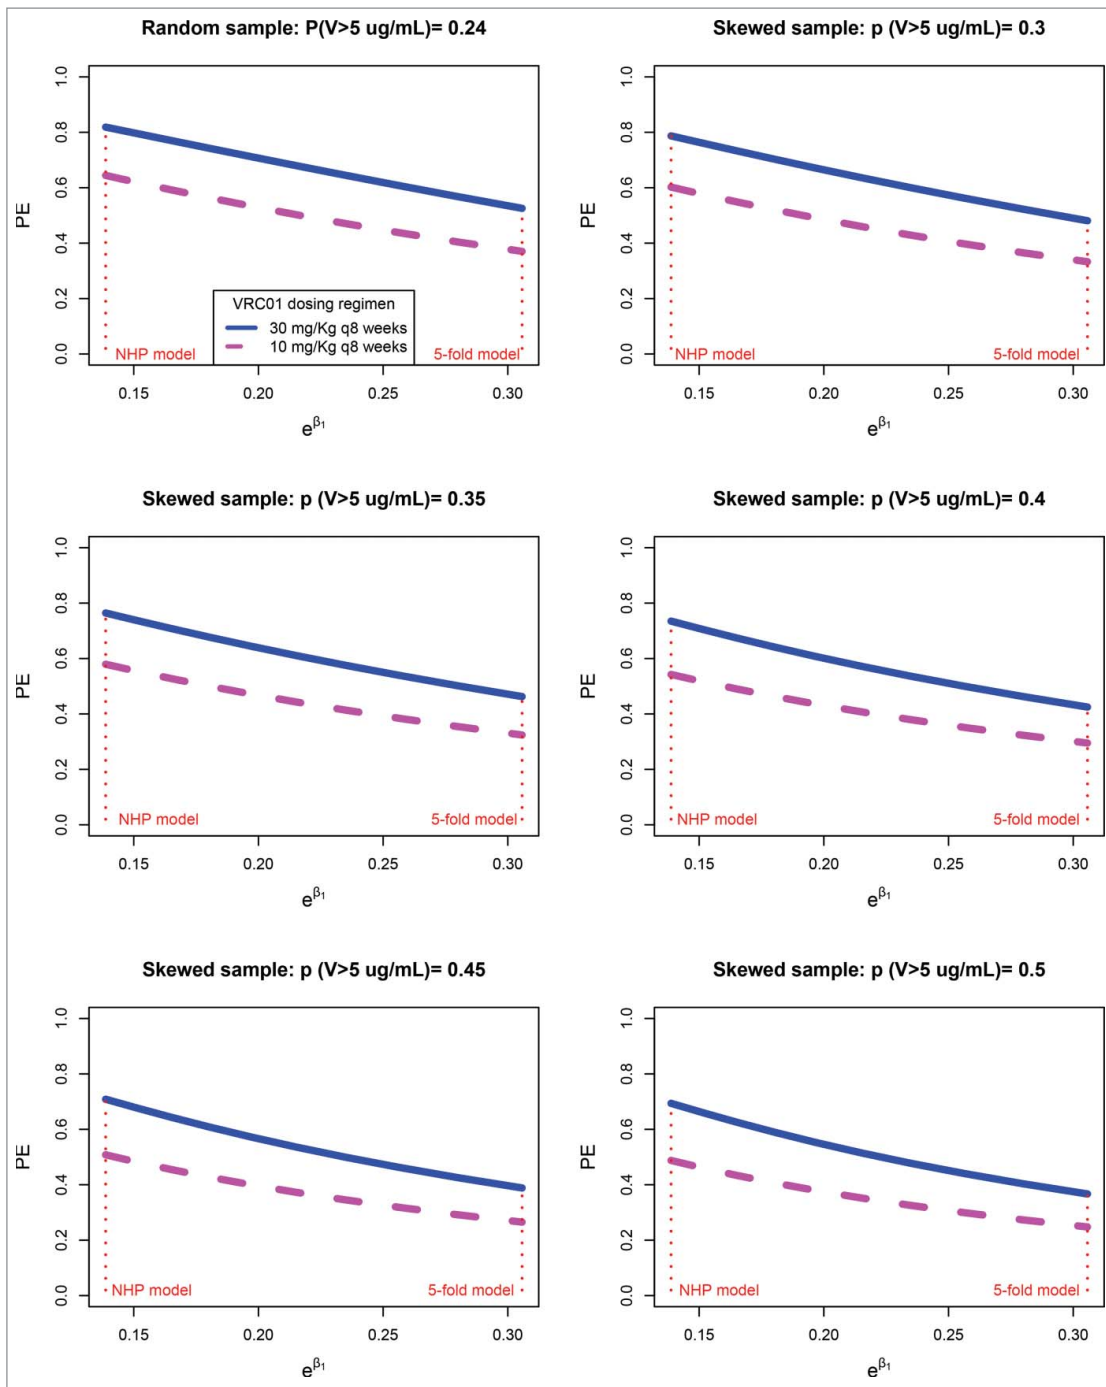 Random sample: P(V>5 ug/mL)= 0.24
PE
1.0
0.8
0.6
0.4
0.2
0.0
VRC01 dosing regimen
30 mg/Kg q8 weeks
10 mg/Kg q8 weeks
NHP model
5-fold model
0.15 0.20 0.25 0.30
e^β1
Skewed sample: p (V>5 ug/mL)= 0.3
PE
1.0
0.8
0.6
0.4
0.2
0.0
NHP model
5-fold model
0.15 0.20 0.25 0.30
e^β1
Skewed sample: p (V>5 ug/mL)= 0.35
PE
1.0
0.8
0.6
0.4
0.2
0.0
NHP model
5-fold model
0.15 0.20 0.25 0.30
e^β1
Skewed sample: p (V>5 ug/mL)= 0.4
PE
1.0
0.8
0.6
0.4
0.2
0.0
NHP model
5-fold model
0.15 0.20 0.25 0.30
e^β1
Skewed sample: p (V>5 ug/mL)= 0.45
PE
1.0
0.8
0.6
0.4
0.2
0.0
NHP model
5-fold model
0.15 0.20 0.25 0.30
e^β1
Skewed sample: p (V>5 ug/mL)= 0.5
PE
1.0
0.8
0.6
0.4
0.2
0.0
NHP model
5-fold model
0.15 0.20 0.25 0.30
e^β1